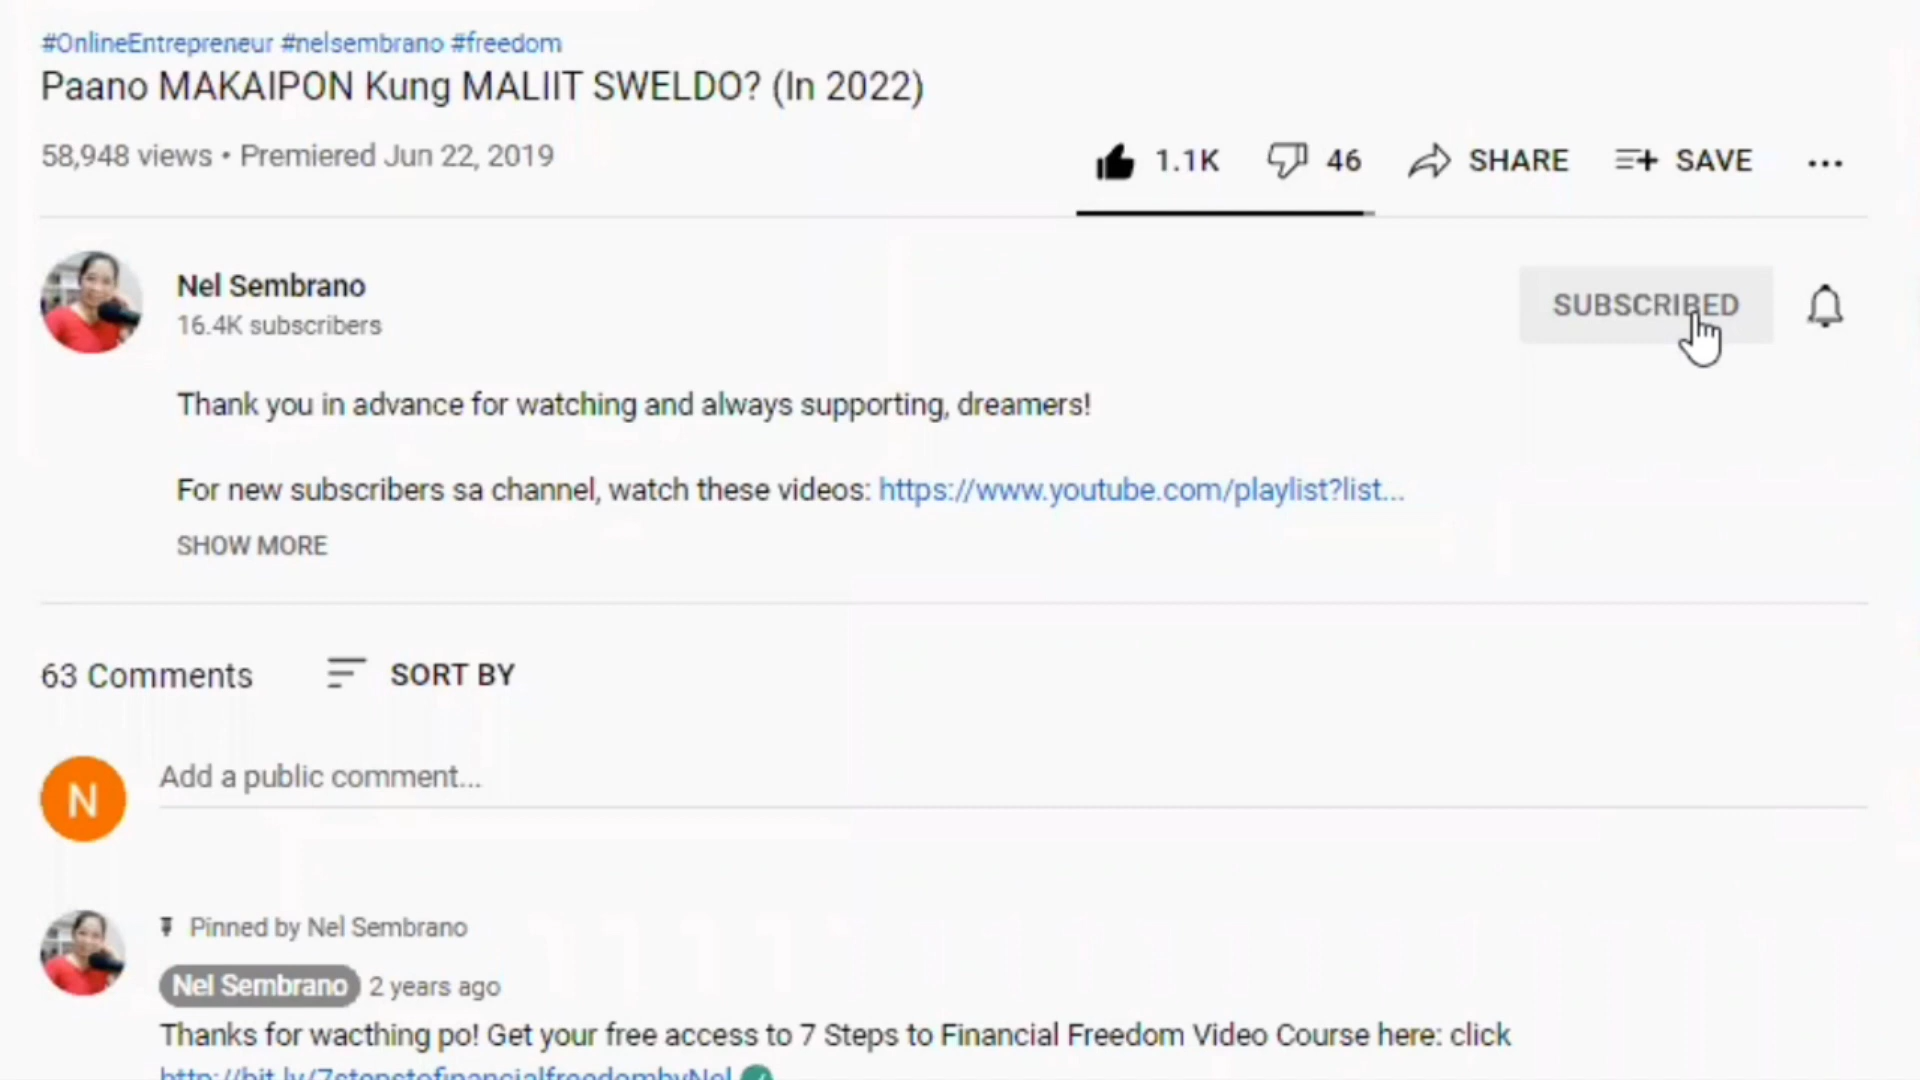 #OnlineEntrepreneur #nelsembrano #freedom
Paano MAKAIPON Kung MALIIT SWELDO? (In 2022)
58,948 views • Premiered Jun 22, 2019
1.1K 46 SHARE SAVE ...
Nel Sembrano
16.4K subscribers
SUBSCRIBED
Thank you in advance for watching and always supporting, dreamers!
For new subscribers sa channel, watch these videos: https://www.youtube.com/playlist?list...
SHOW MORE
63 Comments SORT BY
N
Add a public comment...
Pinned by Nel Sembrano
Nel Sembrano 2 years ago
Thanks for wacthing po! Get your free access to 7 Steps to Financial Freedom Video Course here: click
http://bit.ly/7stepstofinancialfreedombyNel